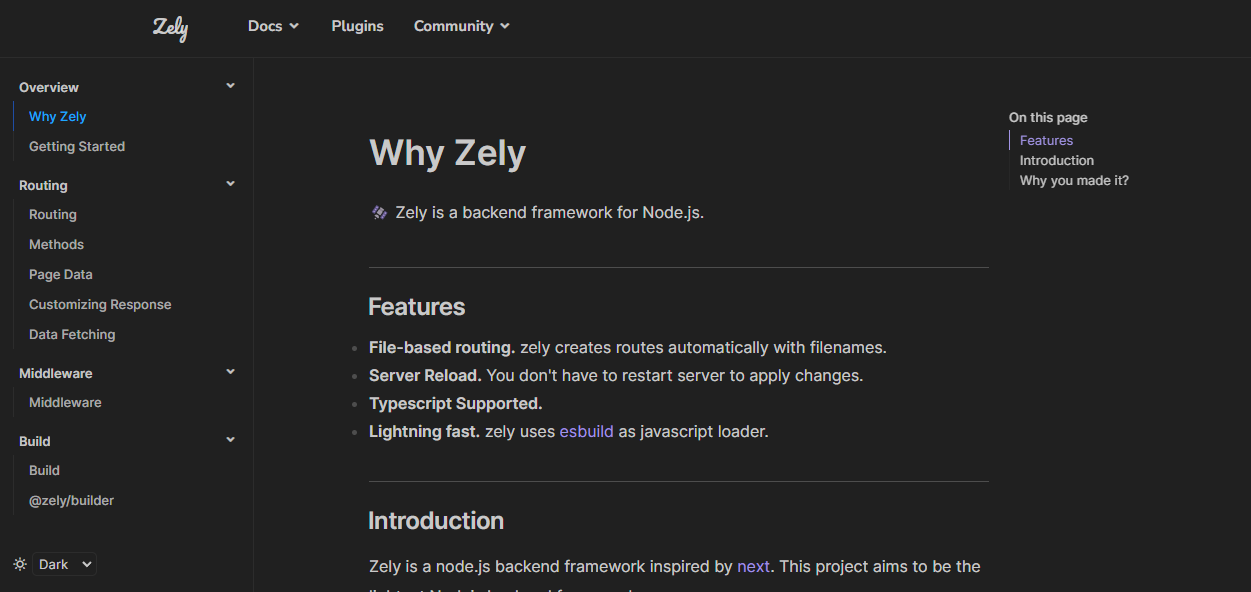 Zely
Docs
Plugins
Community
Overview
Why Zely
Getting Started
Routing
Routing
Methods
Page Data
Customizing Response
Data Fetching
Middleware
Middleware
Build
Build
@zely/builder
Dark
Why Zely
Zely is a backend framework for Node.js.
Features
File-based routing. zely creates routes automatically with filenames.
Server Reload. You don't have to restart server to apply changes.
Typescript Supported.
Lightning fast. zely uses esbuild as javascript loader.
Introduction
Zely is a node.js backend framework inspired by next. This project aims to be the
On this page
Features
Introduction
Why you made it?